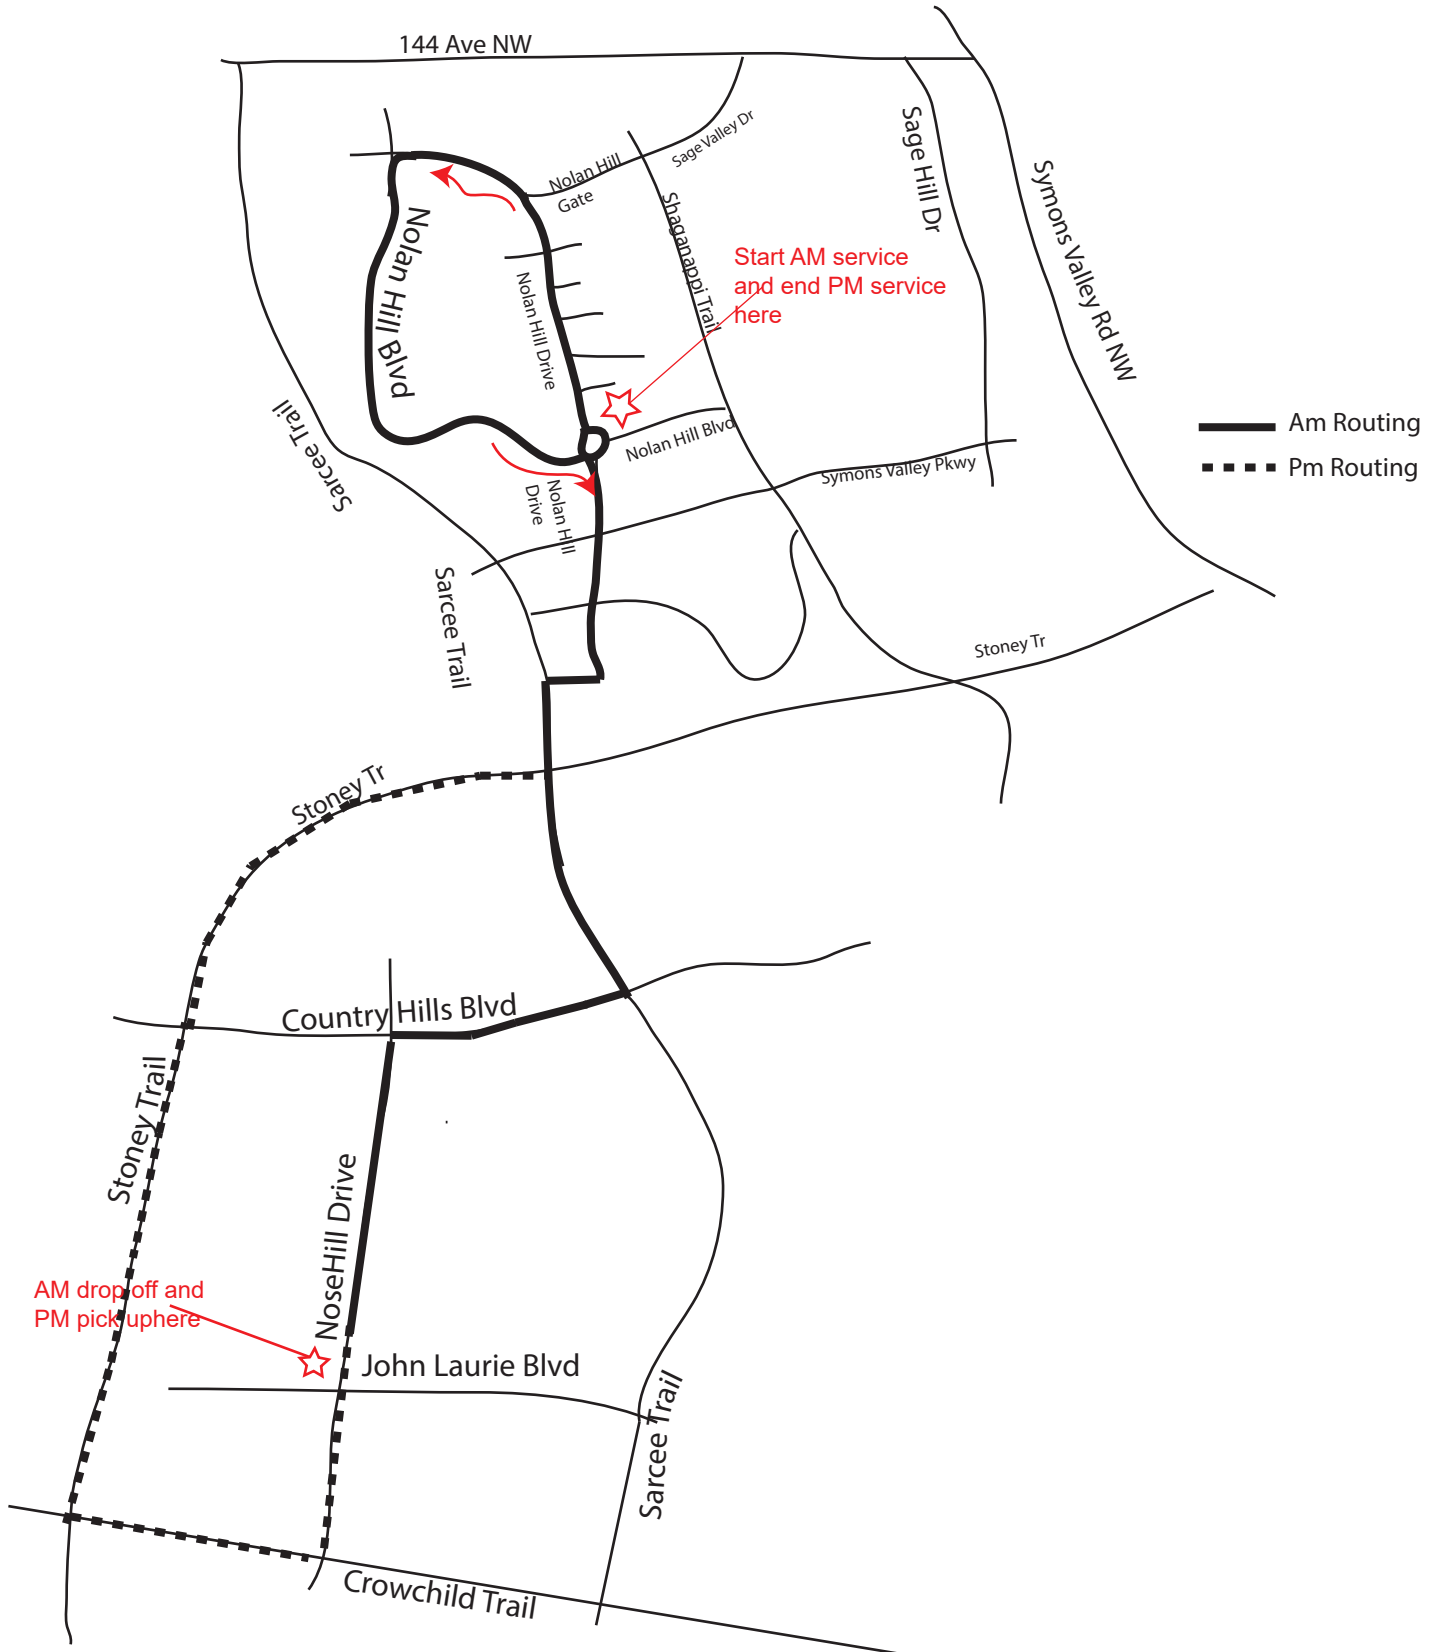 144 Ave NW
Sage Valley Dr
Nolan Hill
Gate
Sage Hill Dr
Symons Valley Rd NW
Nolan Hill Blvd
Shaganappi Trail
Start AM service
and end PM service
here
Nolan Hill Drive
Sarcee Trail
Nolan Hill Blvd
Am Routing
Pm Routing
Symons Valley Pkwy
Nolan Hill
Drive
Sarcee Trail
Stoney Tr
Stoney Tr
Country Hills Blvd
Stoney Trail
NoseHill Drive
AM drop off and
PM pick uphere
John Laurie Blvd
Sarcee Trail
Crowchild Trail